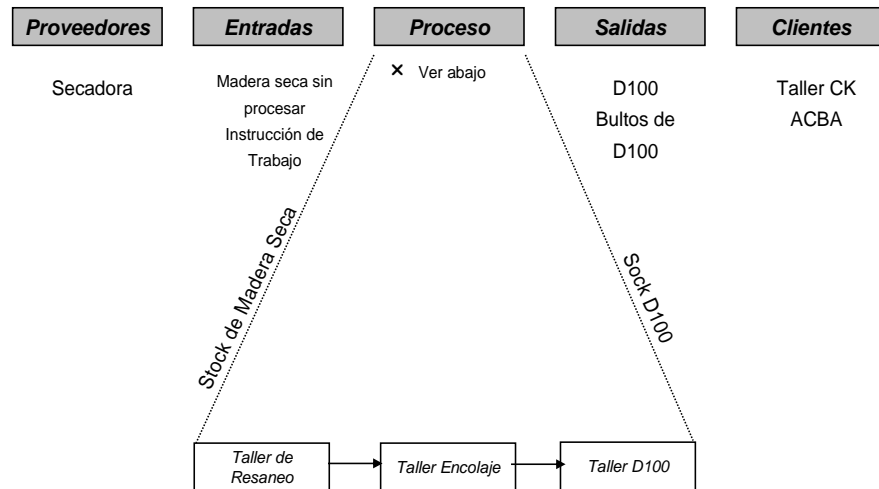 Proveedores
Entradas
Proceso
Salidas
Clientes
Secadora
Madera seca sin
procesar
Instrucción de
Trabajo
× Ver abajo
D100
Bultos de
D100
Taller CK
ACBA
Stock de Madera Seca
Sock D100
Taller de
Resaneo
Taller Encolaje
Taller D100